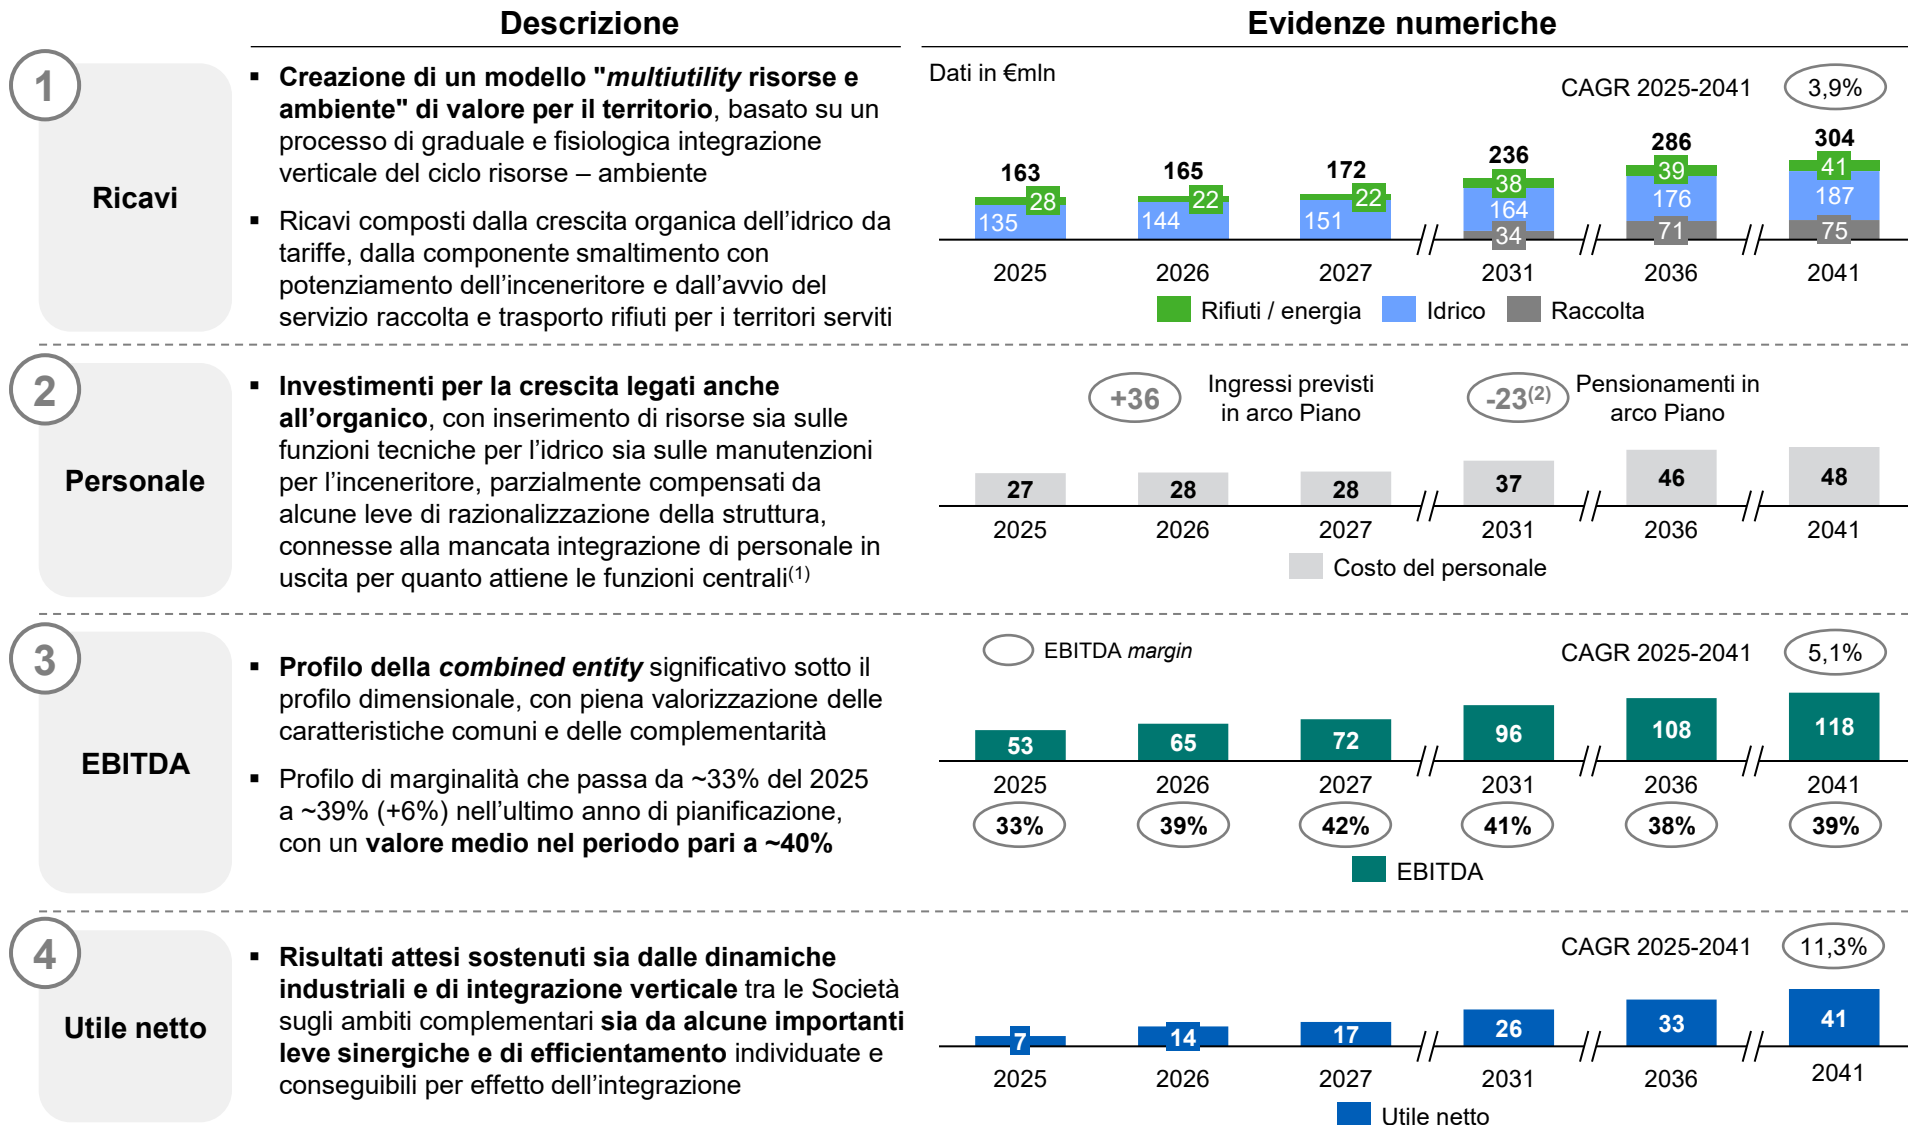 Descrizione
Evidenze numeriche
1
Ricavi
▪ Creazione di un modello "multiutility risorse e
ambiente" di valore per il territorio, basato su un
processo di graduale e fisiologica integrazione
verticale del ciclo risorse – ambiente
▪ Ricavi composti dalla crescita organica dell’idrico da
tariffe, dalla componente smaltimento con
potenziamento dell’inceneritore e dall’avvio del
servizio raccolta e trasporto rifiuti per i territori serviti
Dati in €mln
CAGR 2025-2041 3,9%
163 165 172 236 286 304
28 22 22 38 39 41
135 144 151 164 176 187
34 71 75
2025 2026 2027 // 2031 // 2036 // 2041
Rifiuti / energia Idrico Raccolta
2
Personale
▪ Investimenti per la crescita legati anche
all’organico, con inserimento di risorse sia sulle
funzioni tecniche per l’idrico sia sulle manutenzioni
per l’inceneritore, parzialmente compensati da
alcune leve di razionalizzazione della struttura,
connesse alla mancata integrazione di personale in
uscita per quanto attiene le funzioni centrali(1)
+36 Ingressi previsti
in arco Piano
-23(2) Pensionamenti in
arco Piano
27 28 28 37 46 48
2025 2026 2027 // 2031 // 2036 // 2041
Costo del personale
3
EBITDA
▪ Profilo della combined entity significativo sotto il
profilo dimensionale, con piena valorizzazione delle
caratteristiche comuni e delle complementarità
▪ Profilo di marginalità che passa da ~33% del 2025
a ~39% (+6%) nell’ultimo anno di pianificazione,
con un valore medio nel periodo pari a ~40%
EBITDA margin
CAGR 2025-2041 5,1%
53 65 72 96 108 118
2025 2026 2027 // 2031 // 2036 // 2041
33% 39% 42% 41% 38% 39%
EBITDA
4
Utile netto
▪ Risultati attesi sostenuti sia dalle dinamiche
industriali e di integrazione verticale tra le Società
sugli ambiti complementari sia da alcune importanti
leve sinergiche e di efficientamento individuate e
conseguibili per effetto dell’integrazione
CAGR 2025-2041 11,3%
7 14 17 26 33 41
2025 2026 2027 // 2031 // 2036 // 2041
Utile netto